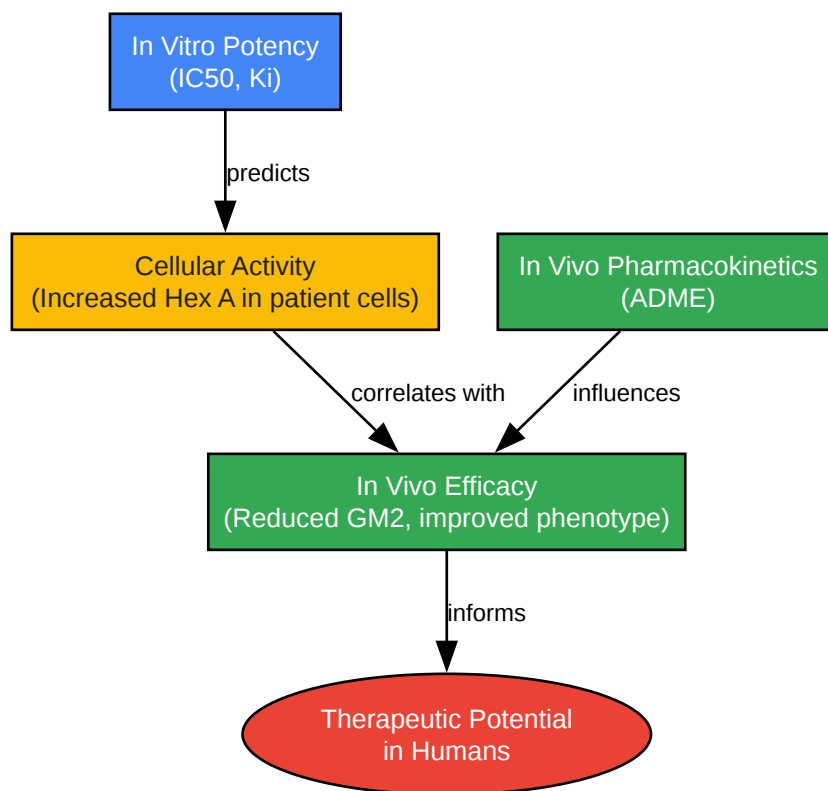 In Vitro Potency
(IC50, Ki)
predicts
Cellular Activity
(Increased Hex A in patient cells)
In Vivo Pharmacokinetics
(ADME)
correlates with
influences
In Vivo Efficacy
(Reduced GM2, improved phenotype)
informs
Therapeutic Potential
in Humans